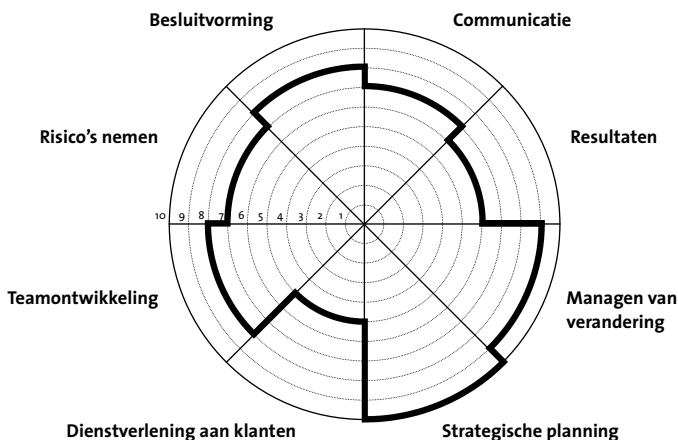 Besluitvorming
Communicatie
Risico's nemen
Resultaten
10 9 8 7 6 5 4 3 2 1
Teamontwikkeling
Managen van
verandering
Dienstverlening aan klanten
Strategische planning